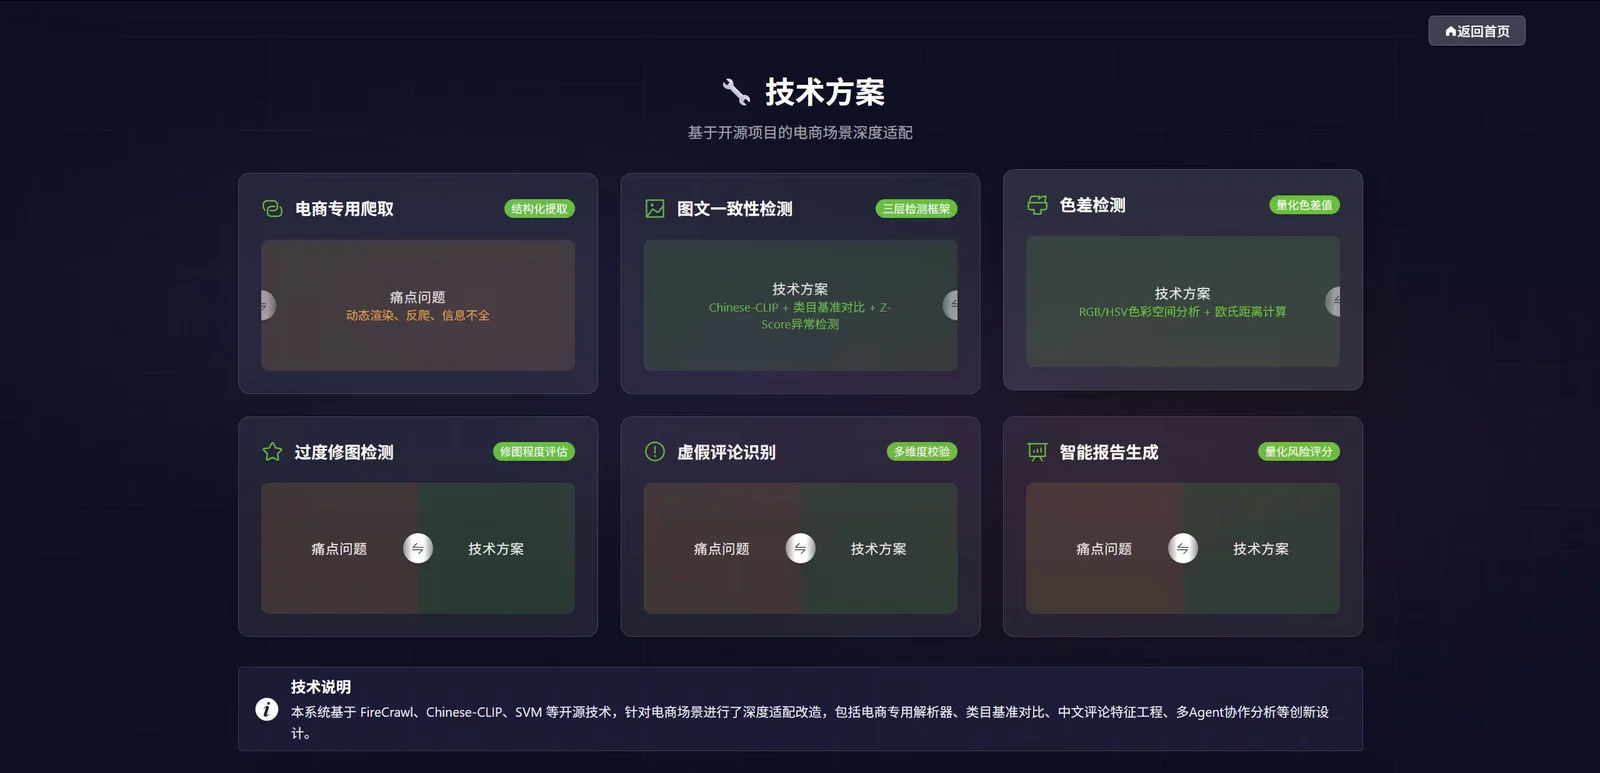 返回首页
技术方案
基于开源项目的电商场景深度适配
电商专用爬取
结构化提取
痛点问题
动态渲染、反爬、信息不全
图文一致性检测
三层检测框架
技术方案
Chinese-CLIP + 类目基准对比 + Z-
Score异常检测
色差检测
量化色差值
技术方案
RGB/HSV色彩空间分析 + 欧氏距离计算
过度修图检测
修图程度评估
痛点问题
技术方案
虚假评论识别
多维度校验
痛点问题
技术方案
智能报告生成
量化风险评分
痛点问题
技术方案
技术说明
本系统基于 FireCrawl、Chinese-CLIP、SVM 等开源技术，针对电商场景进行了深度适配改造，包括电商专用解析器、类目基准对比、中文评论特征工程、多Agent协作分析等创新设
计。